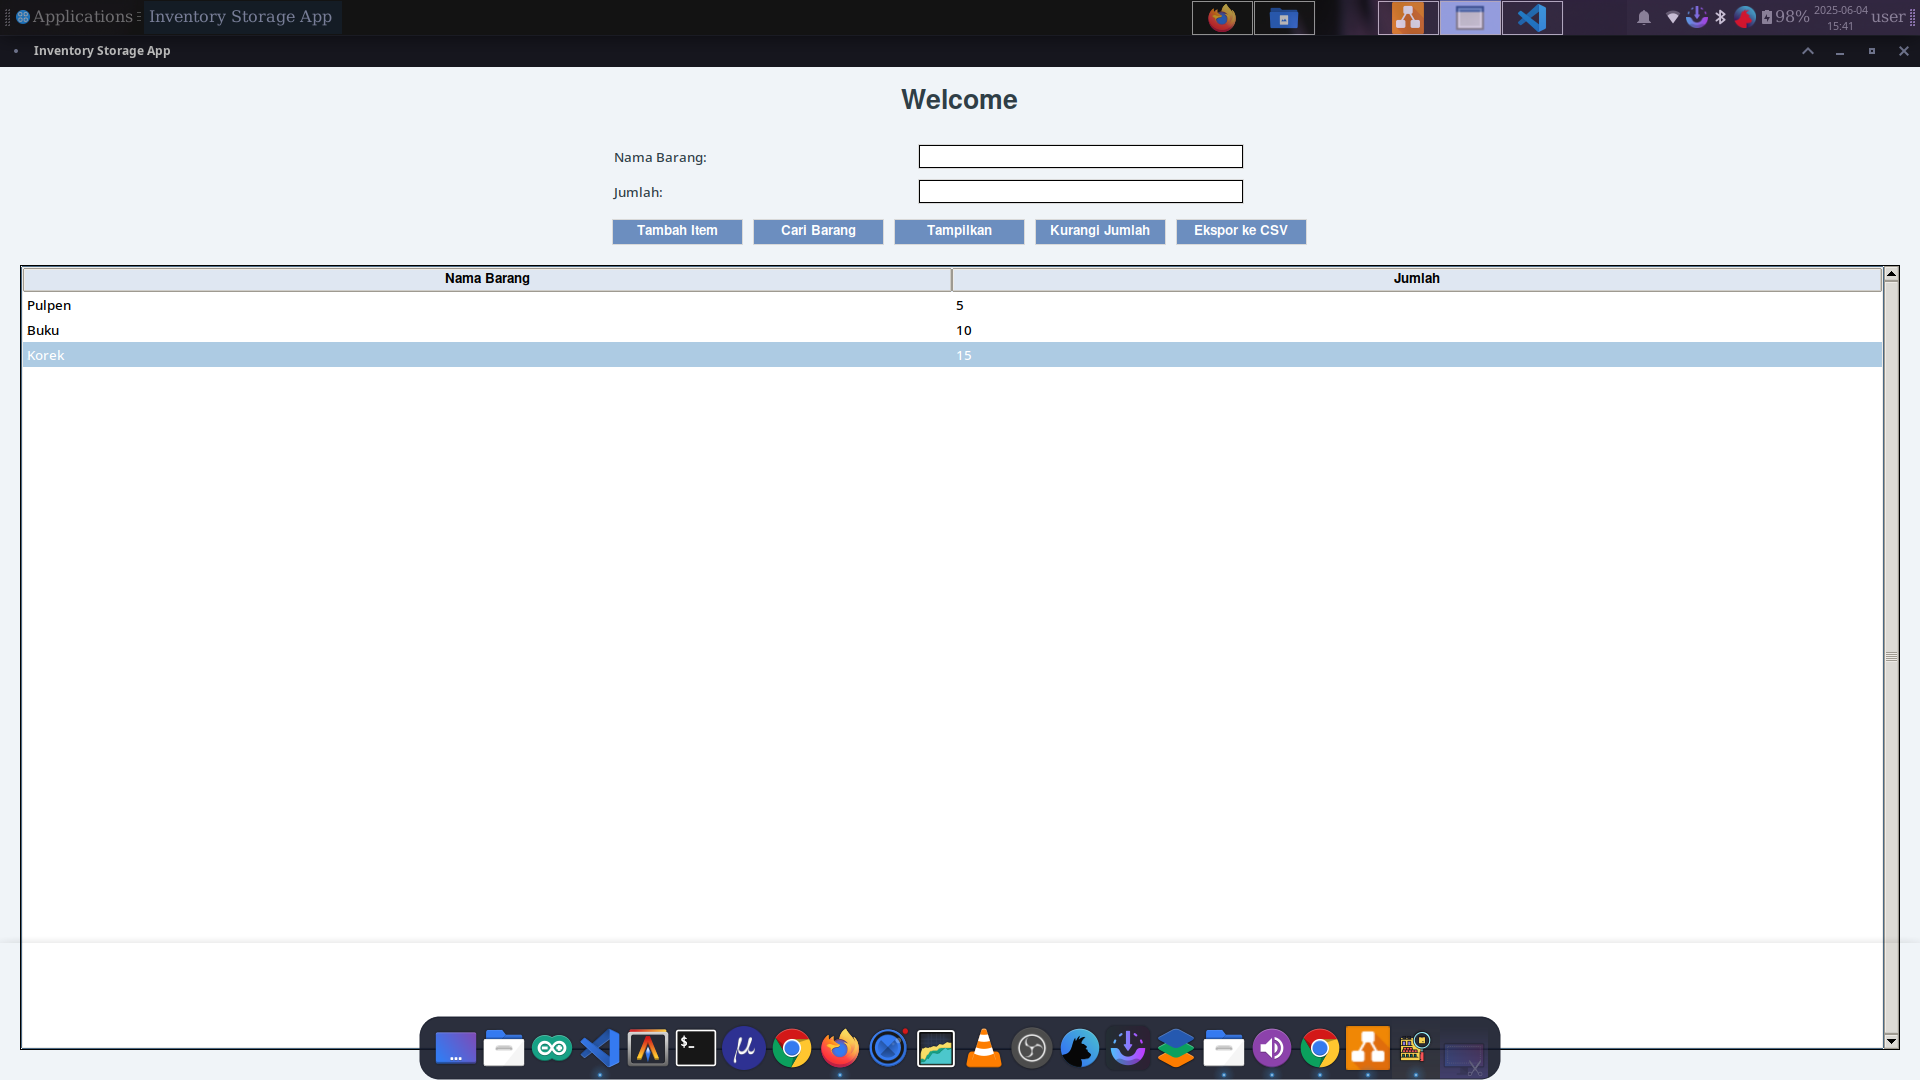 Applications Inventory Storage App 98% 2025-06-04 15:41 user
Inventory Storage App
Welcome
Nama Barang:
Jumlah:
Tambah Item Cari Barang Tampilkan Kurangi Jumlah Ekspor ke CSV
Nama Barang Jumlah
Pulpen 5
Buku 10
Korek 15
$_
μ